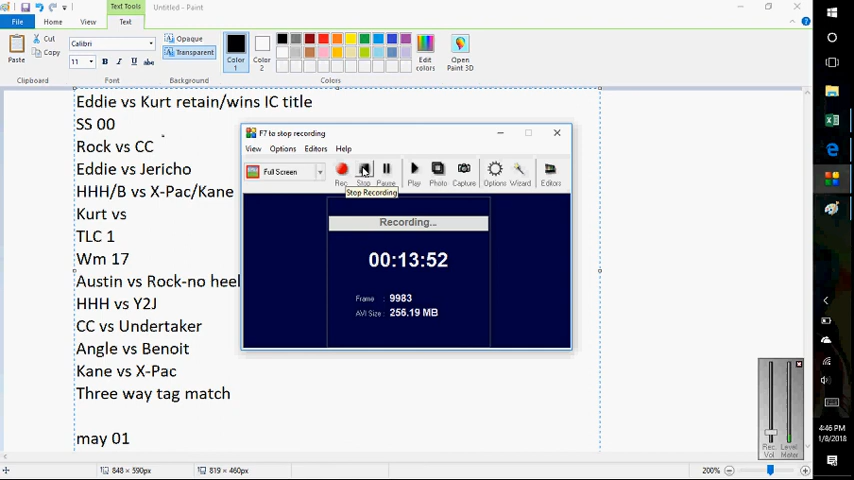 Text Tools
Untitled - Paint
File
Home
View
Text
Paste
Cut
Copy
Clipboard
Calibri
11
B
I
U
abc
Font
Opaque
Transparent
Background
Color
1
Color
2
Colors
Edit
colors
Open
Paint 3D
Eddie vs Kurt retain/wins IC title
SS 00
Rock vs CC
Eddie vs Jericho
HHH/B vs X-Pac/Kane
Kurt vs
TLC 1
Wm 17
Austin vs Rock-no heel
HHH vs Y2J
CC vs Undertaker
Angle vs Benoit
Kane vs X-Pac
Three way tag match
may 01
F7 to stop recording
View
Options
Editors
Help
Full Screen
Rec
Stop
Pause
Play
Photo
Capture
Options
Wizard
Editors
Stop Recording
Recording...
00:13:52
Frame : 9983
AVI Size : 256.19 MB
Rec. Vol
Level Meter
4:46 PM
1/8/2018
848 × 590px
819 × 460px
200%